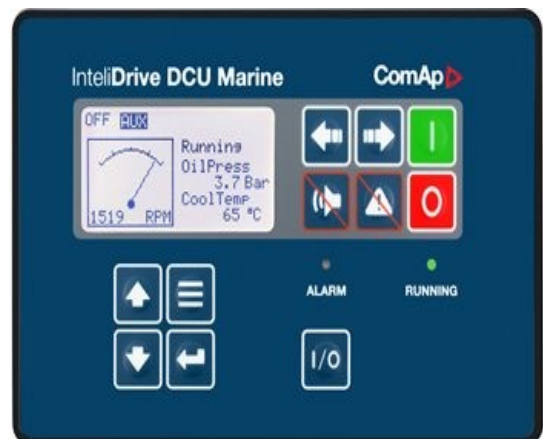 InteliDrive DCU Marine
ComAp
OFF AUX
Running
OilPress
3.7 Bar
CoolTemp
65 °C
1519 RPM
ALARM
RUNNING
I/O